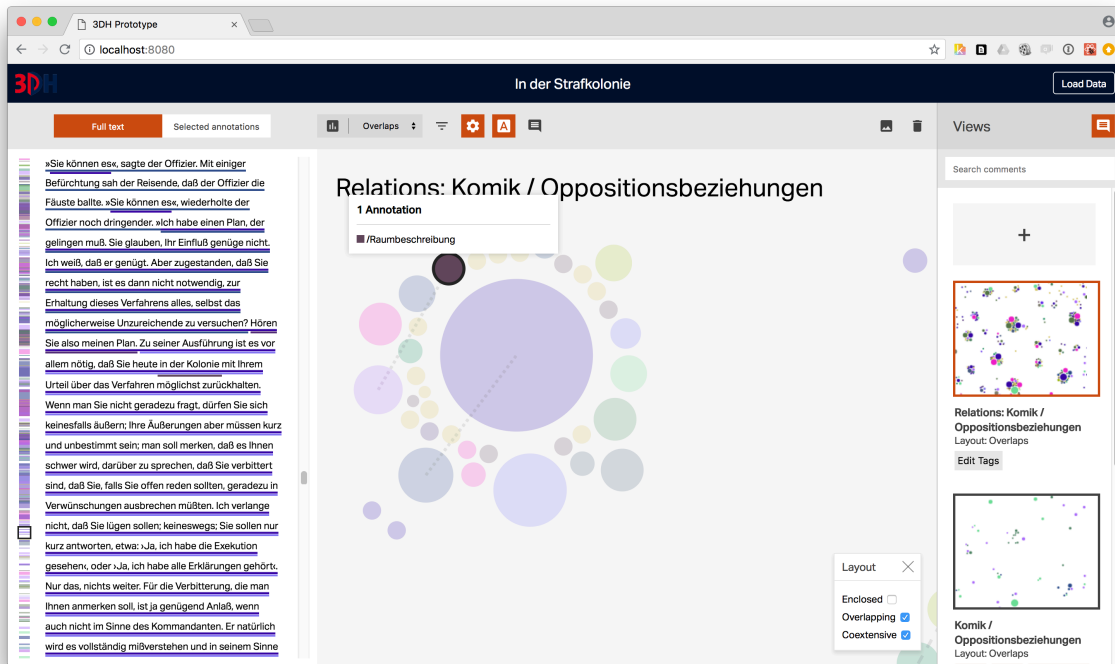 3DH Prototype
localhost:8080
3DH
In der Strafkolonie
Load Data
Full text
Selected annotations
Overlaps
A
Views
Search comments
»Sie können es«, sagte der Offizier. Mit einiger
Befürchtung sah der Reisende, daß der Offizier die
Fäuste ballte. »Sie können es«, wiederholte der
Offizier noch dringender. »Ich habe einen Plan, der
gelingen muß. Sie glauben, Ihr Einfluß genüge nicht.
Ich weiß, daß er genügt. Aber zugestanden, daß Sie
recht haben, ist es dann nicht notwendig, zur
Erhaltung dieses Verfahrens alles, selbst das
möglicherweise Unzureichende zu versuchen? Hören
Sie also meinen Plan. Zu seiner Ausführung ist es vor
allem nötig, daß Sie heute in der Kolonie mit Ihrem
Urteil über das Verfahren möglichst zurückhalten.
Wenn man Sie nicht geradezu fragt, dürfen Sie sich
keinesfalls äußern; Ihre Äußerungen aber müssen kurz
und unbestimmt sein; man soll merken, daß es Ihnen
schwer wird, darüber zu sprechen, daß Sie verbittert
sind, daß Sie, falls Sie offen reden sollten, geradezu in
Verwünschungen ausbrechen müßten. Ich verlange
nicht, daß Sie lügen sollen; keineswegs; Sie sollen nur
kurz antworten, etwa: ›Ja, ich habe die Exekution
gesehen‹, oder ›Ja, ich habe alle Erklärungen gehört‹.
Nur das, nichts weiter. Für die Verbitterung, die man
Ihnen anmerken soll, ist ja genügend Anlaß, wenn
auch nicht im Sinne des Kommandanten. Er natürlich
wird es vollständig mißverstehen und in seinem Sinne
Relations: Komik / Oppositionsbeziehungen
1 Annotation
/Raumbeschreibung
Layout
Enclosed
Overlapping
Coextensive
+
Relations: Komik /
Oppositionsbeziehungen
Layout: Overlaps
Edit Tags
Komik /
Oppositionsbeziehungen
Layout: Overlaps